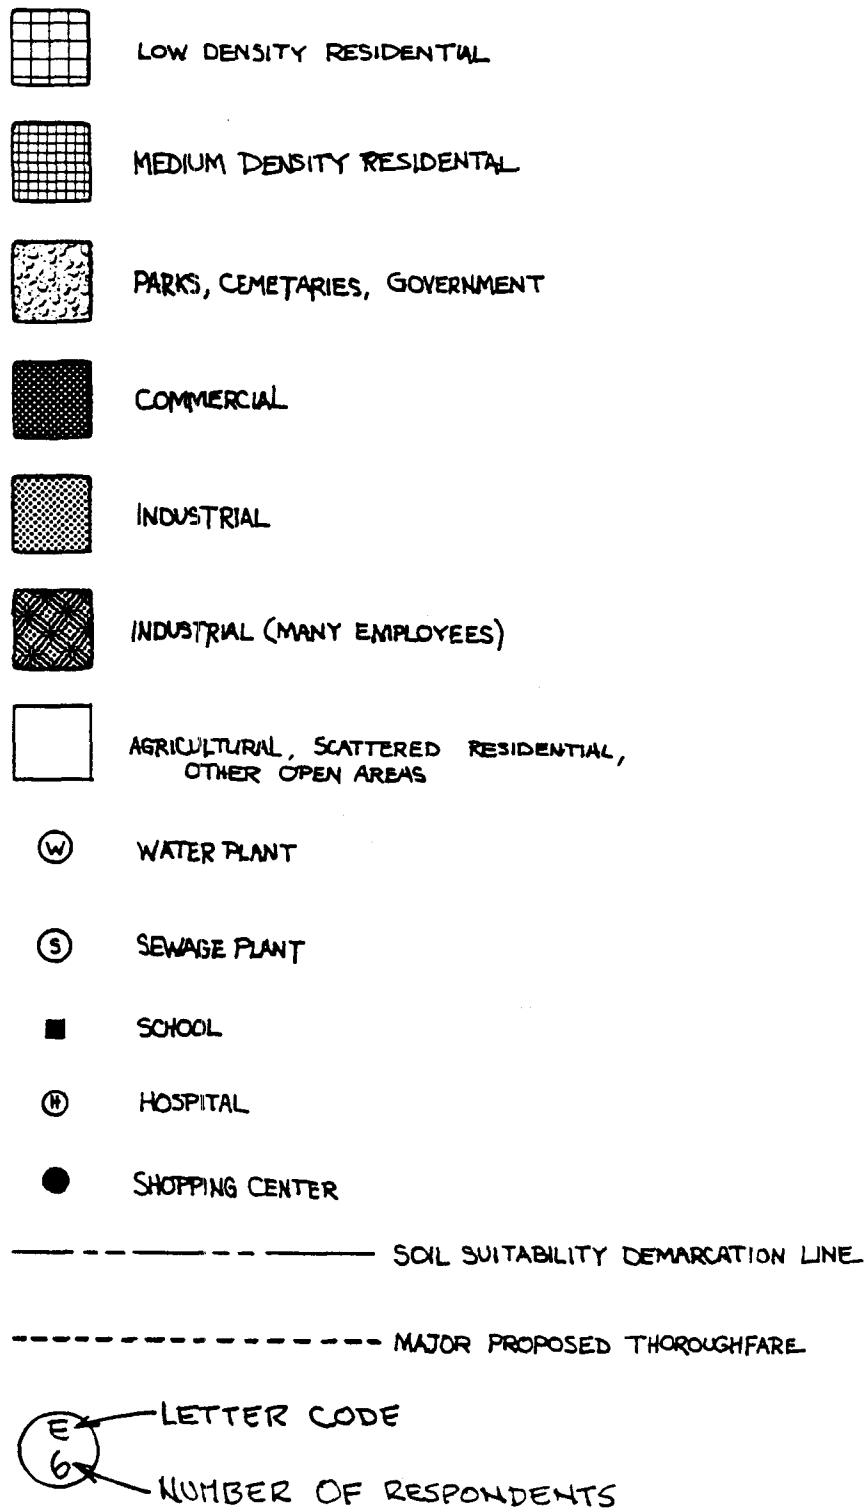 LOW DENSITY RESIDENTIAL
MEDIUM DENSITY RESIDENTAL
PARKS, CEMETARIES, GOVERNMENT
COMMERCIAL
INDUSTRIAL
INDUSTRIAL (MANY EMPLOYEES)
AGRICULTURAL, SCATTERED RESIDENTIAL,
OTHER OPEN AREAS
W WATER PLANT
S SEWAGE PLANT
SCHOOL
H HOSPITAL
SHOPPING CENTER
SOIL SUITABILITY DEMARCATION LINE
MAJOR PROPOSED THOROUGHFARE
E LETTER CODE
6 NUMBER OF RESPONDENTS